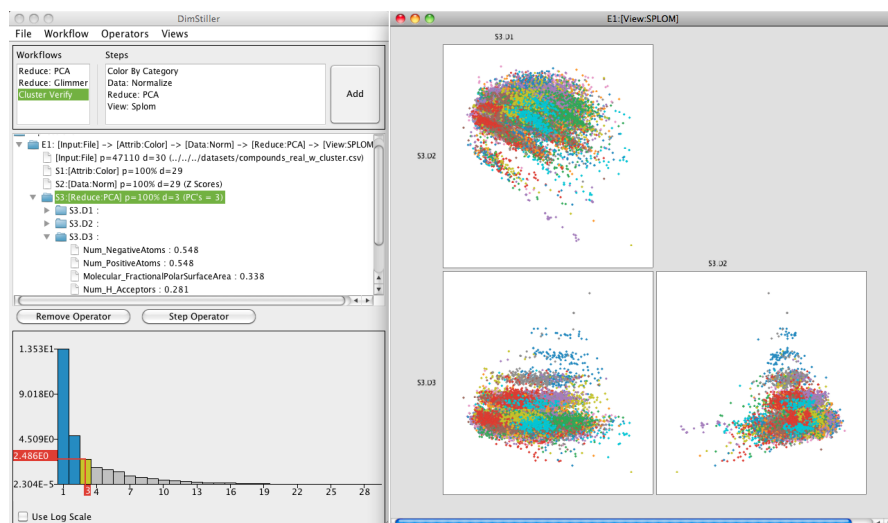 DimStiller
File Workflow Operators Views
Workflows
Reduce: PCA
Reduce: Glimmer
Cluster Verify
Steps
Color By Category
Data: Normalize
Reduce: PCA
View: Splom
Add
E1: [Input:File] -> [Attrib:Color] -> [Data:Norm] -> [Reduce:PCA] -> [View:SPLOM
[Input:File] p=47110 d=30 (../../../datasets/compounds_real_w_cluster.csv)
S1:[Attrib:Color] p=100% d=29
S2:[Data:Norm] p=100% d=29 (Z Scores)
S3:[Reduce:PCA] p=100% d=3 (PC's = 3)
S3.D1 :
S3.D2 :
S3.D3 :
Num_NegativeAtoms : 0.548
Num_PositiveAtoms : 0.548
Molecular_FractionalPolarSurfaceArea : 0.338
Num_H_Acceptors : 0.281
Remove Operator
Step Operator
1.353E1
9.018E0
4.509E0
2.486E0
2.304E-5
1 3 4 7 10 13 16 19 22 25 28
Use Log Scale
E1:[View:SPLOM]
S3.D1
S3.D2
S3.D2
S3.D3